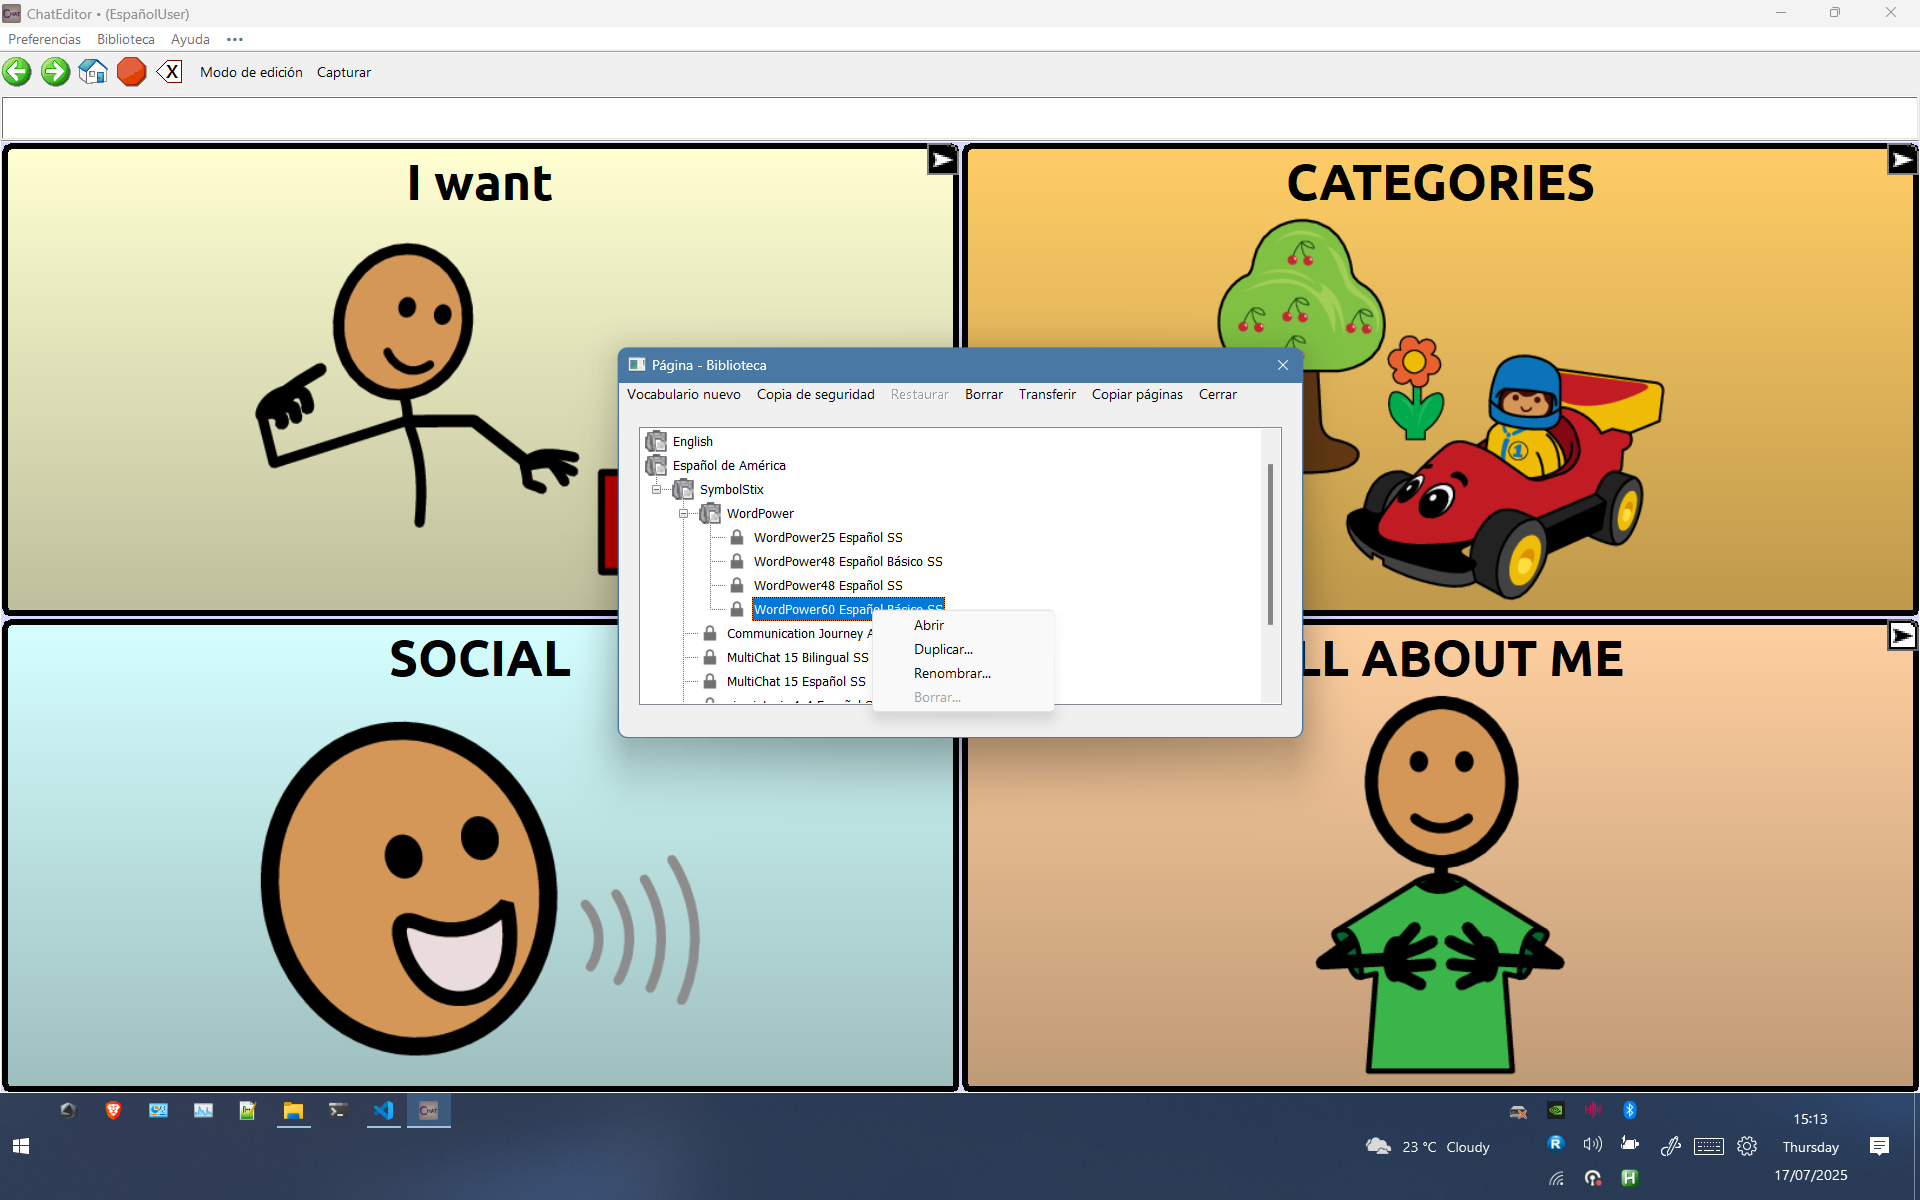 ChatEditor • (EspañolUser)
Preferencias Biblioteca Ayuda •••
X Modo de edición Capturar
I want
CATEGORIES
Página - Biblioteca
Vocabulario nuevo Copia de seguridad Restaurar Borrar Transferir Copiar páginas Cerrar
English
Español de América
SymbolStix
WordPower
WordPower25 Español SS
WordPower48 Español Básico SS
WordPower48 Español SS
WordPower60 Español Básico SS
Communication Journey A
MultiChat 15 Bilingual SS
MultiChat 15 Español SS
Abrir
Duplicar...
Renombrar...
Borrar...
1
SOCIAL
LL ABOUT ME
CHAT
23 °C Cloudy
15:13
Thursday
17/07/2025
R
H